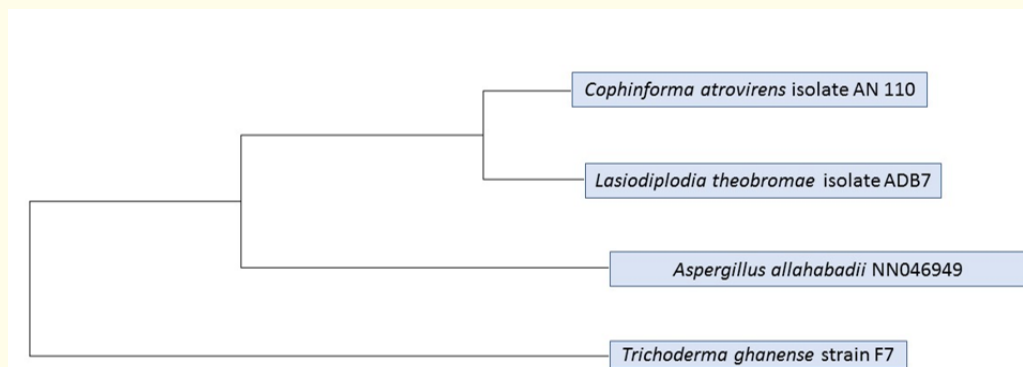 Cophinforma atrovirens isolate AN 110
Lasiodiplodia theobromae isolate ADB7
Aspergillus allahabadii NN046949
Trichoderma ghanense strain F7